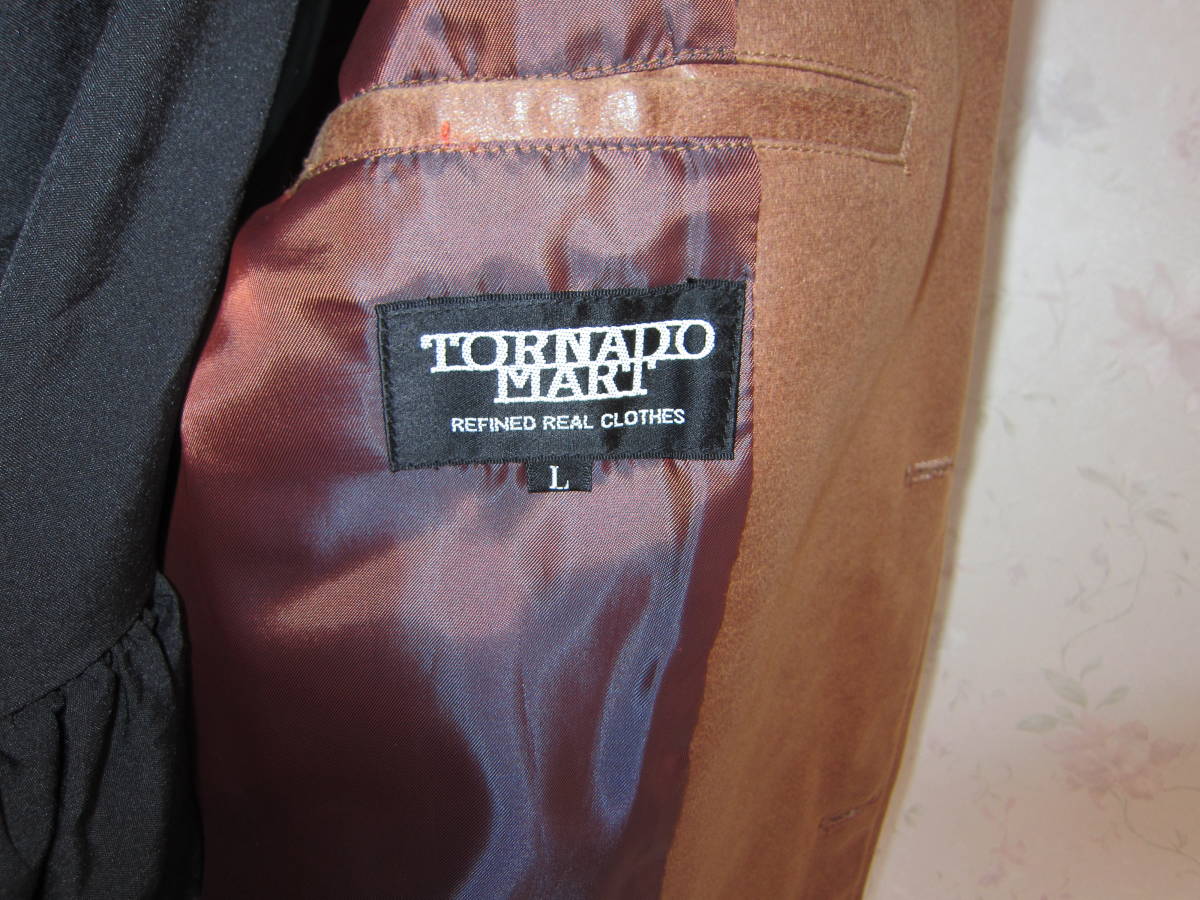 TORNADO
MART
REFINED REAL CLOTHES
L